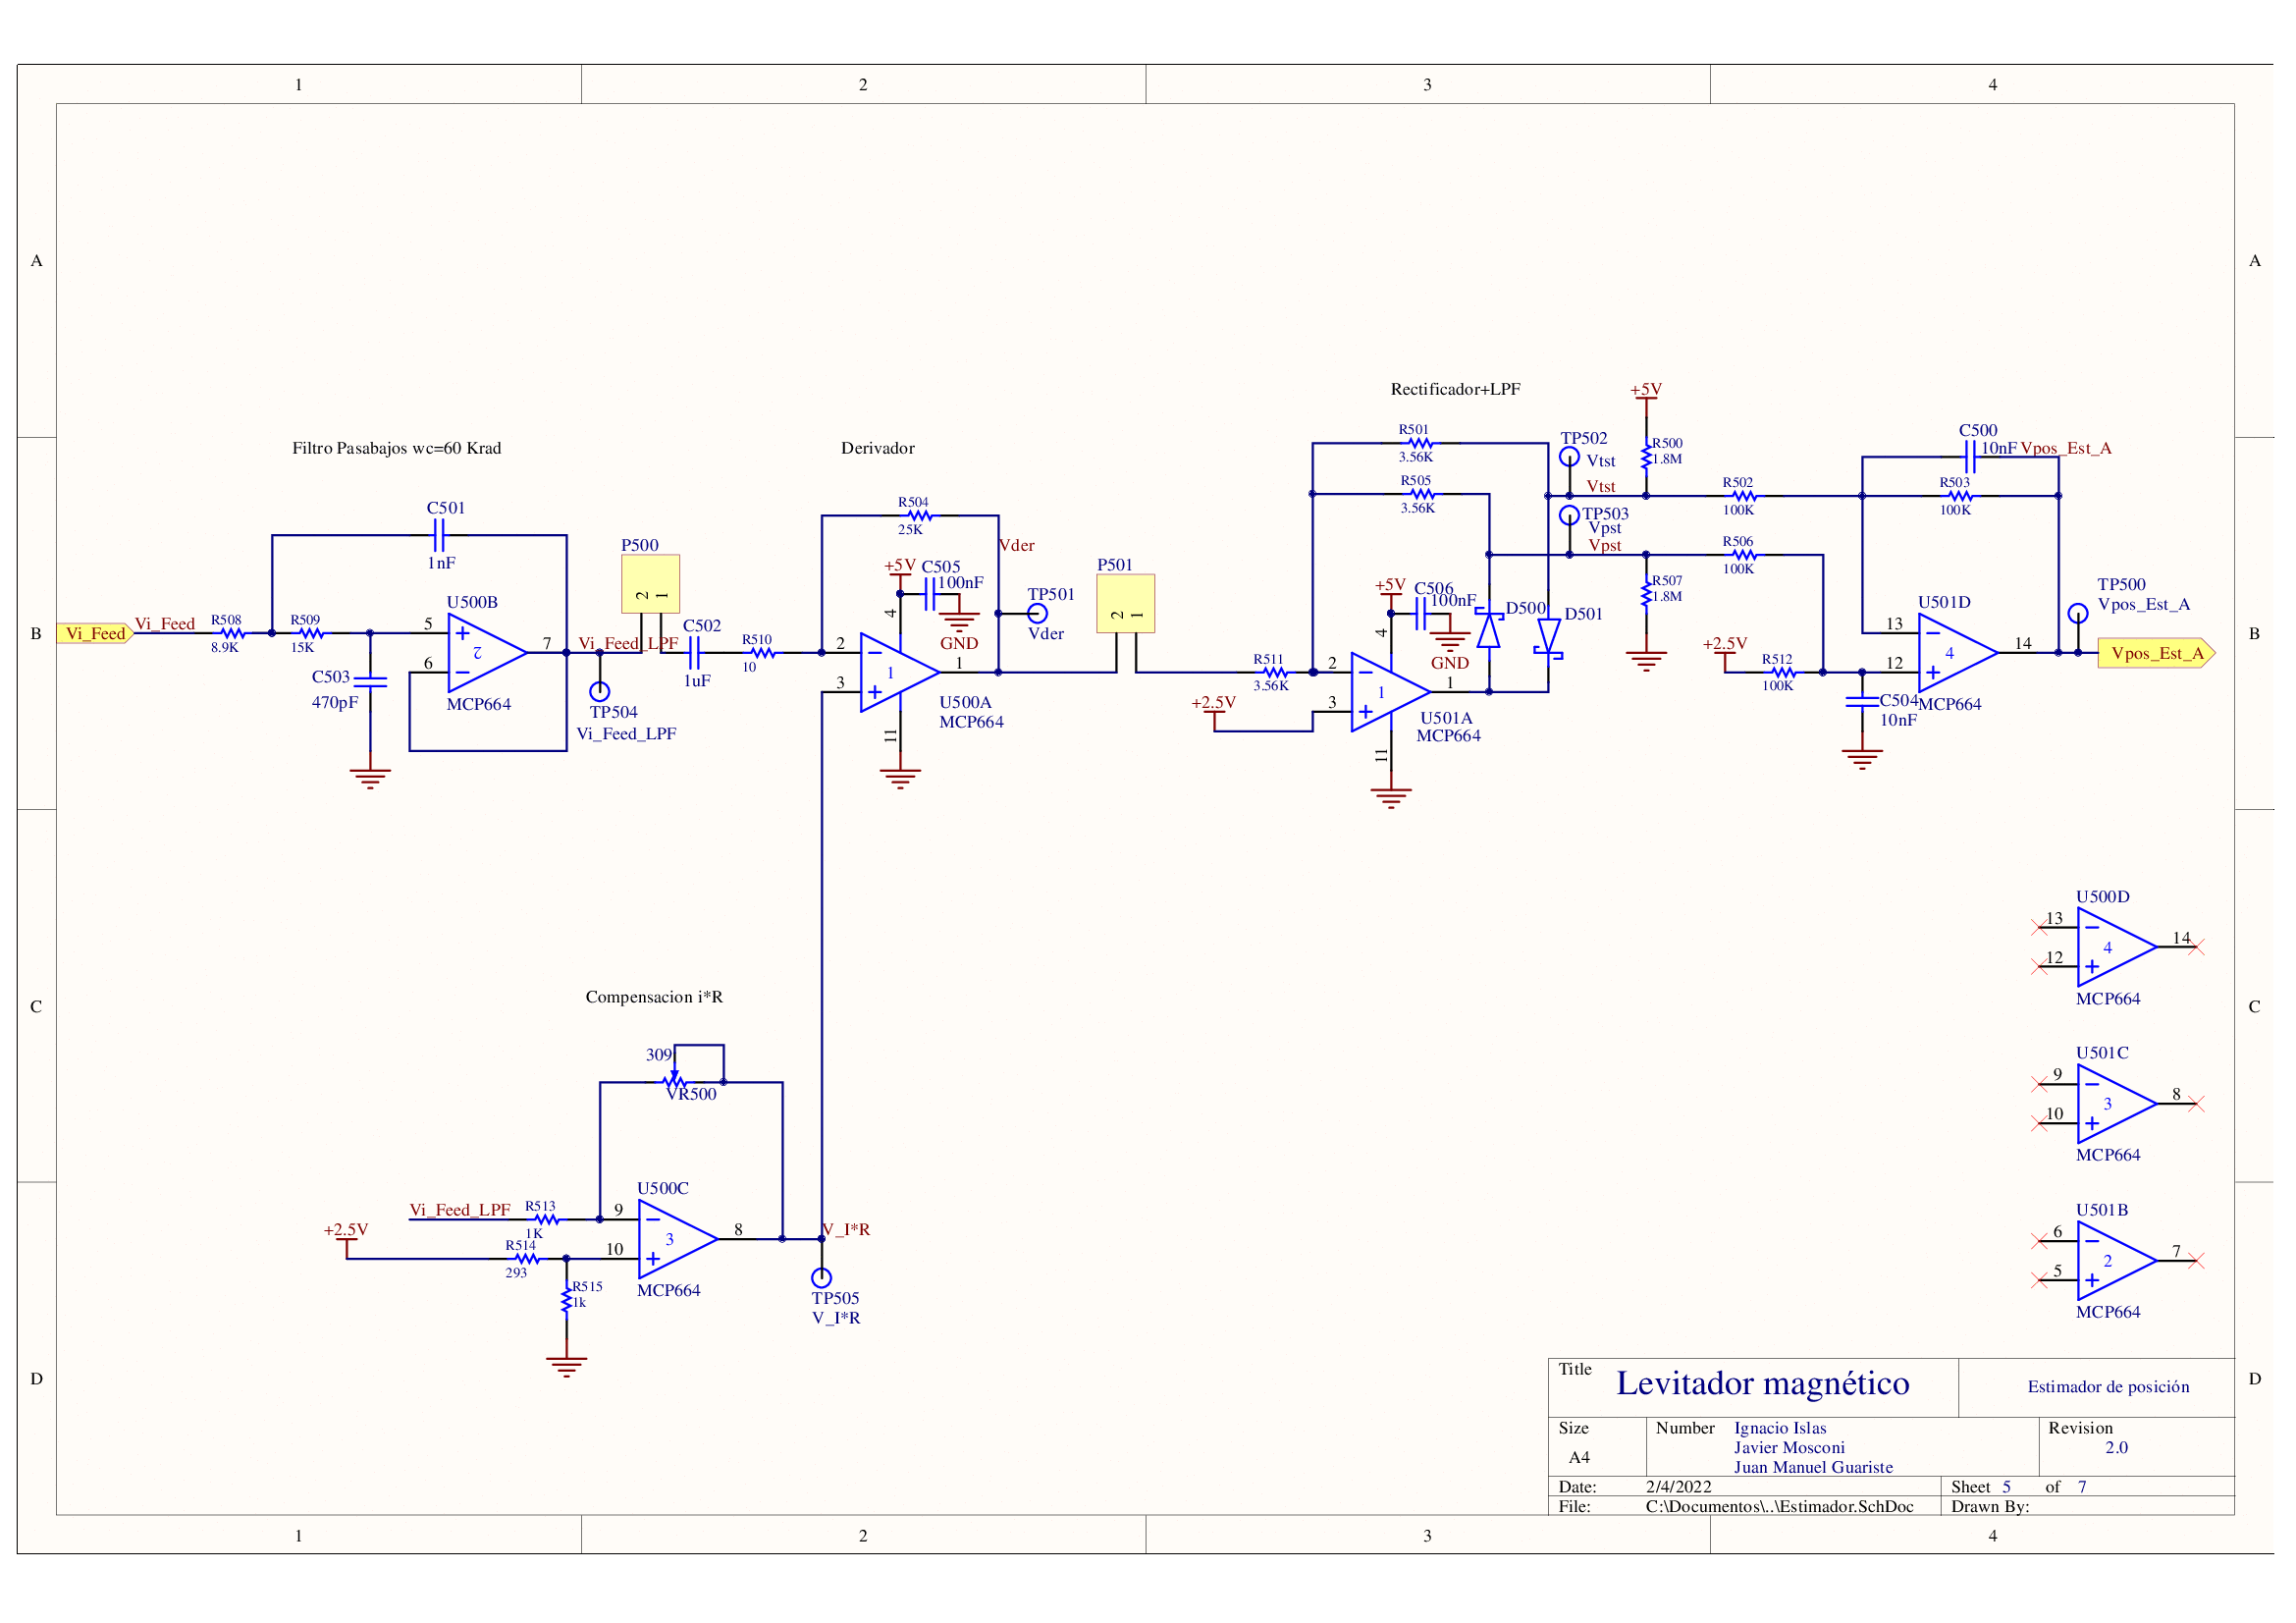 1
2
3
4
A
A
Rectificador+LPF
+5V
Filtro Pasabajos wc=60 Krad
Derivador
R501
3.56K
TP502
Vtst
R500
1.8M
C500
10nF
Vpos_Est_A
R505
3.56K
Vtst
R502
100K
R503
100K
C501
1nF
R504
25K
TP503
Vpst
Vpst
R506
100K
P500
2
1
Vder
+5V
C505
100nF
4
GND
P501
2
1
+5V
C506
100nF
4
GND
D500
D501
R507
1.8M
TP500
Vpos_Est_A
B
Vi_Feed
Vi_Feed
R508
8.9K
R509
15K
U500B
5
6
2
7
MCP664
Vi_Feed_LPF
C502
1uF
R510
10
TP501
Vder
2
3
1
1
11
U500A
MCP664
R511
3.56K
+2.5V
2
3
1
1
11
U501A
MCP664
U501D
13
12
4
14
MCP664
+2.5V
R512
100K
C504
10nF
Vpos_Est_A
B
C503
470pF
TP504
Vi_Feed_LPF
U500D
13
12
4
14
MCP664
C
C
Compensacion i*R
309
VR500
U501C
9
10
3
8
MCP664
U500C
Vi_Feed_LPF
R513
1K
9
+2.5V
R514
293
10
3
8
V_I*R
MCP664
R515
1k
TP505
V_I*R
U501B
6
5
2
7
MCP664
D
D
Title
Levitador magnético
Estimador de posición
Size
A4
Number
Ignacio Islas
Javier Mosconi
Juan Manuel Guariste
Revision
2.0
Date:
2/4/2022
Sheet 5 of 7
File:
C:\Documentos\..\Estimador.SchDoc
Drawn By:
1
2
3
4